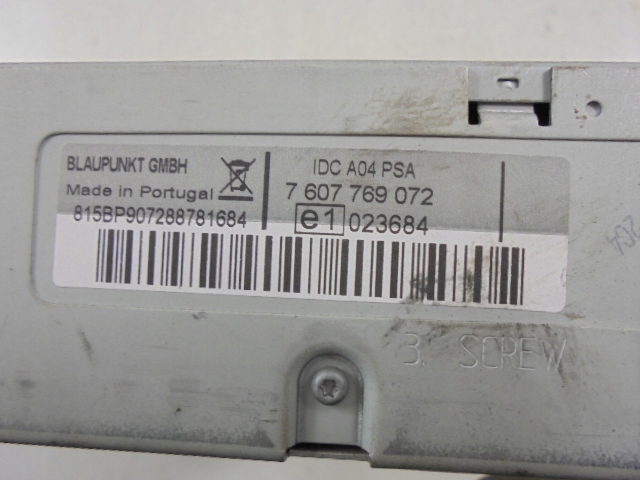 BLAUPUNKT GMBH
Made in Portugal
815BP907288781684
IDC A04 PSA
7 607 769 072
e1 023684
3. SCREW